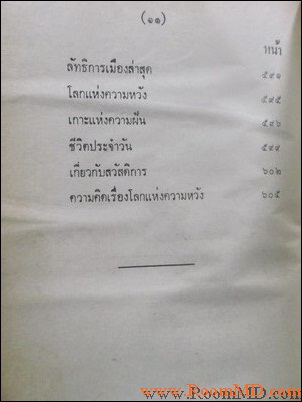 (๑๑)
หน้า
ลัทธิการเมืองล่าสุด ๕๙๑
โลกแห่งความหวัง ๕๙๕
เกาะแห่งความฝัน ๕๙๖
ชีวิตประจำวัน ๕๙๙
เกี่ยวกับสวัสดิการ ๖๐๒
ความคิดเรื่องโลกแห่งความหวัง ๖๐๕
www.RoomMD.com